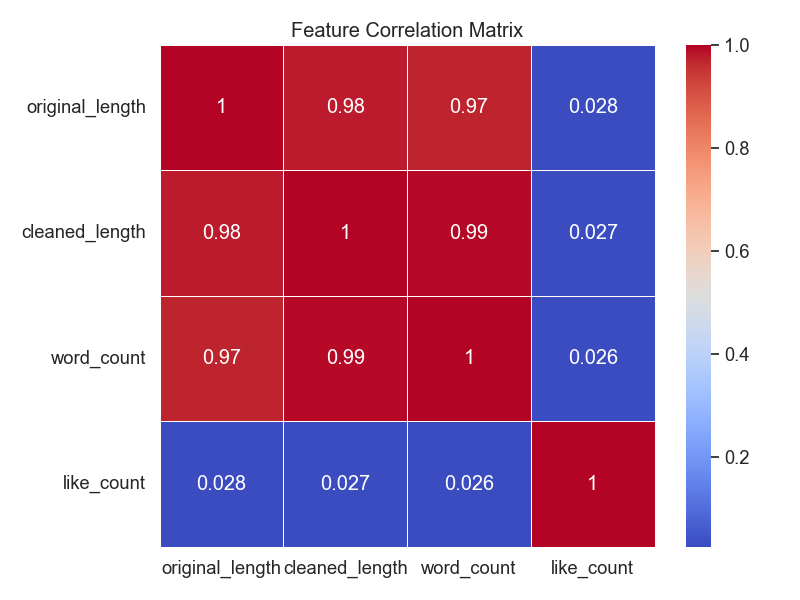 Feature Correlation Matrix
original_length 1 0.98 0.97 0.028
cleaned_length 0.98 1 0.99 0.027
word_count 0.97 0.99 1 0.026
like_count 0.028 0.027 0.026 1
original_length cleaned_length word_count like_count
1.0
0.8
0.6
0.4
0.2